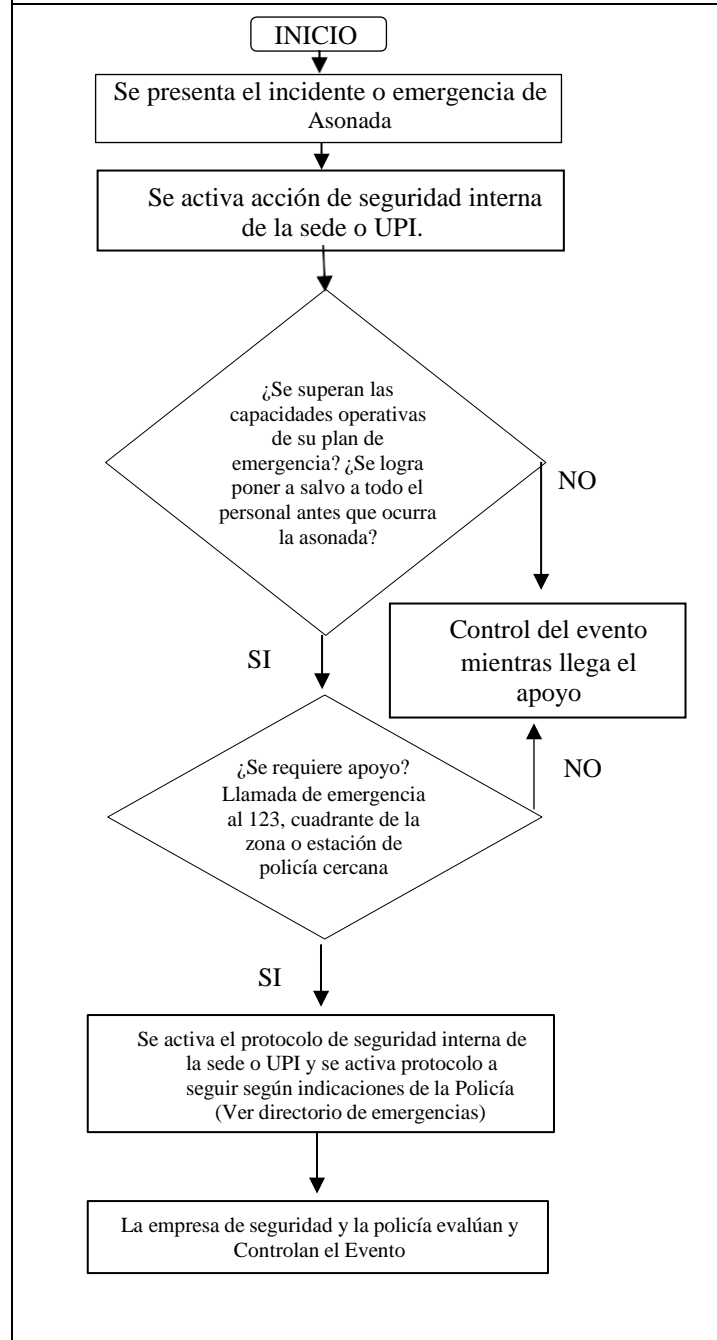 INICIO
Se presenta el incidente o emergencia de
Asonada
Se activa acción de seguridad interna
de la sede o UPI.
¿Se superan las
capacidades operativas
de su plan de
emergencia? ¿Se logra
poner a salvo a todo el
personal antes que ocurra
la asonada?
NO
Control del evento
mientras llega el
apoyo
SI
¿Se requiere apoyo?
Llamada de emergencia
al 123, cuadrante de la
zona o estación de
policía cercana
NO
SI
Se activa el protocolo de seguridad interna de
la sede o UPI y se activa protocolo a
seguir según indicaciones de la Policía
(Ver directorio de emergencias)
La empresa de seguridad y la policía evalúan y
Controlan el Evento